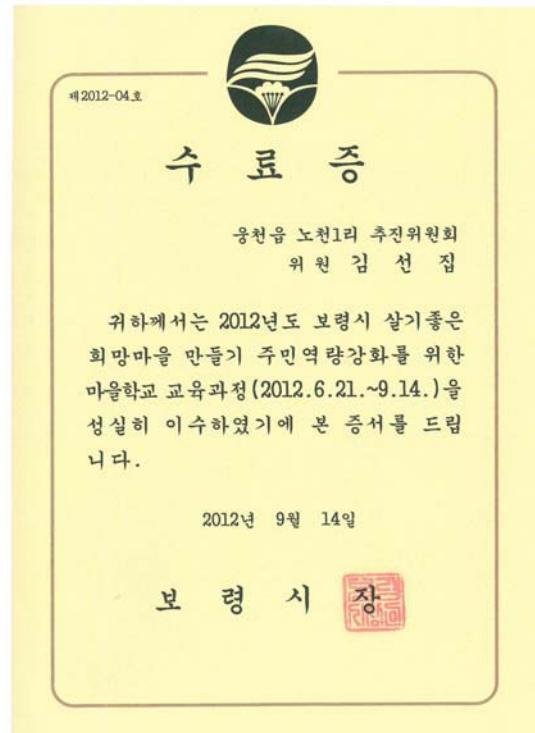 제2012-04호
수 료 증
웅천읍 노천1리 추진위원회
위원 김 선 집
귀하께서는 2012년도 보령시 살기좋은
희망마을 만들기 주민역량강화를 위한
마을학교 교육과정(2012.6.21.~9.14.)을
성실히 이수하였기에 본 증서를 드립
니다.
2012년 9월 14일
보 령 시 장